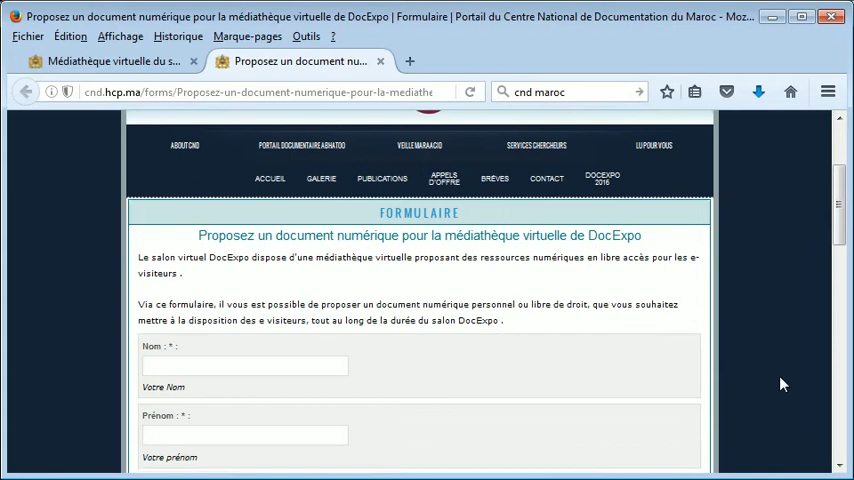 Proposez un document numérique pour la médiathèque virtuelle de DocExpo | Formulaire | Portail du Centre National de Documentation du Maroc - Moz...
Fichier Édition Affichage Historique Marque-pages Outils ?
Médiathèque virtuelle du s... Proposez un document nu...
cnd.hcp.ma/forms/Proposez-un-document-numerique-pour-la-mediathe cnd maroc
ABOUT CND PORTAIL DOCUMENTAIRE ABHATOO VEILLE MARAACID SERVICES CHERCHEURS LU POUR VOUS
ACCUEIL GALERIE PUBLICATIONS APPELS D'OFFRE BRÈVES CONTACT DOCEXPO 2016
FORMULAIRE
Proposez un document numérique pour la médiathèque virtuelle de DocExpo
Le salon virtuel DocExpo dispose d'une médiathèque virtuelle proposant des ressources numériques en libre accès pour les e-
visiteurs .
Via ce formulaire, il vous est possible de proposer un document numérique personnel ou libre de droit, que vous souhaitez
mettre à la disposition des e visiteurs, tout au long de la durée du salon DocExpo .
Nom : * :
Votre Nom
Prénom : * :
Votre prénom